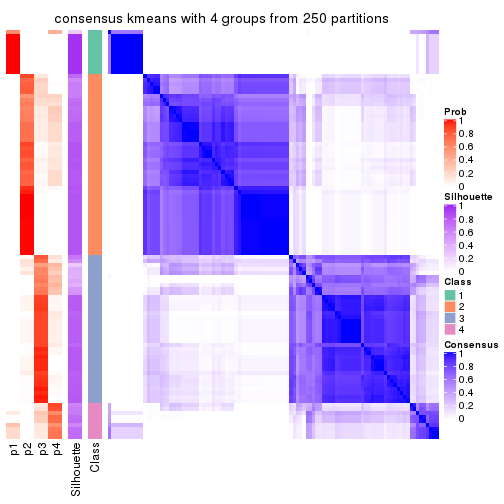 consensus kmeans with 4 groups from 250 partitions
Prob
1
0.8
0.6
0.4
0.2
0
Silhouette
1
0.8
0.6
0.4
0.2
0
Class
1
2
3
4
Consensus
1
0.8
0.6
0.4
0.2
0
p1
p2
p3
p4
Silhouette
Class